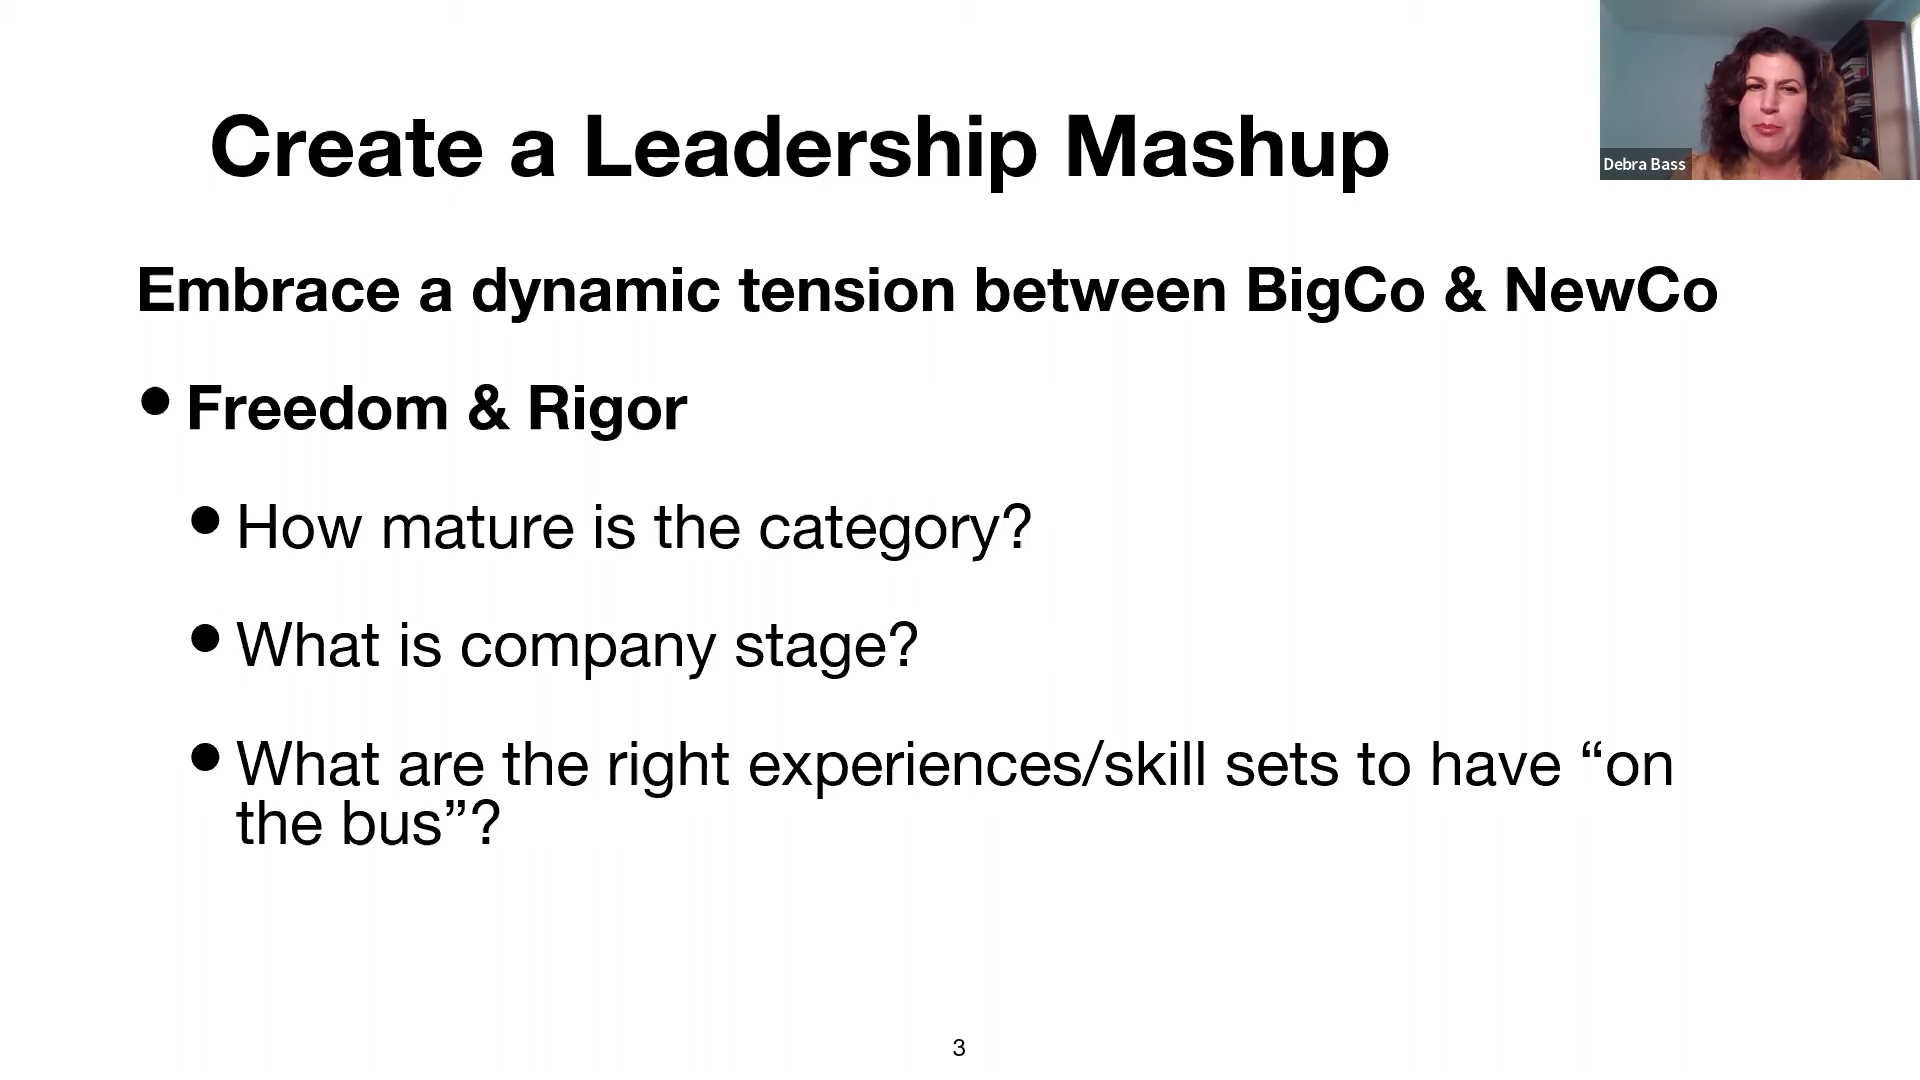 Create a Leadership Mashup
Debra Bass
Embrace a dynamic tension between BigCo & NewCo
• Freedom & Rigor
• How mature is the category?
• What is company stage?
• What are the right experiences/skill sets to have “on
the bus”?
3